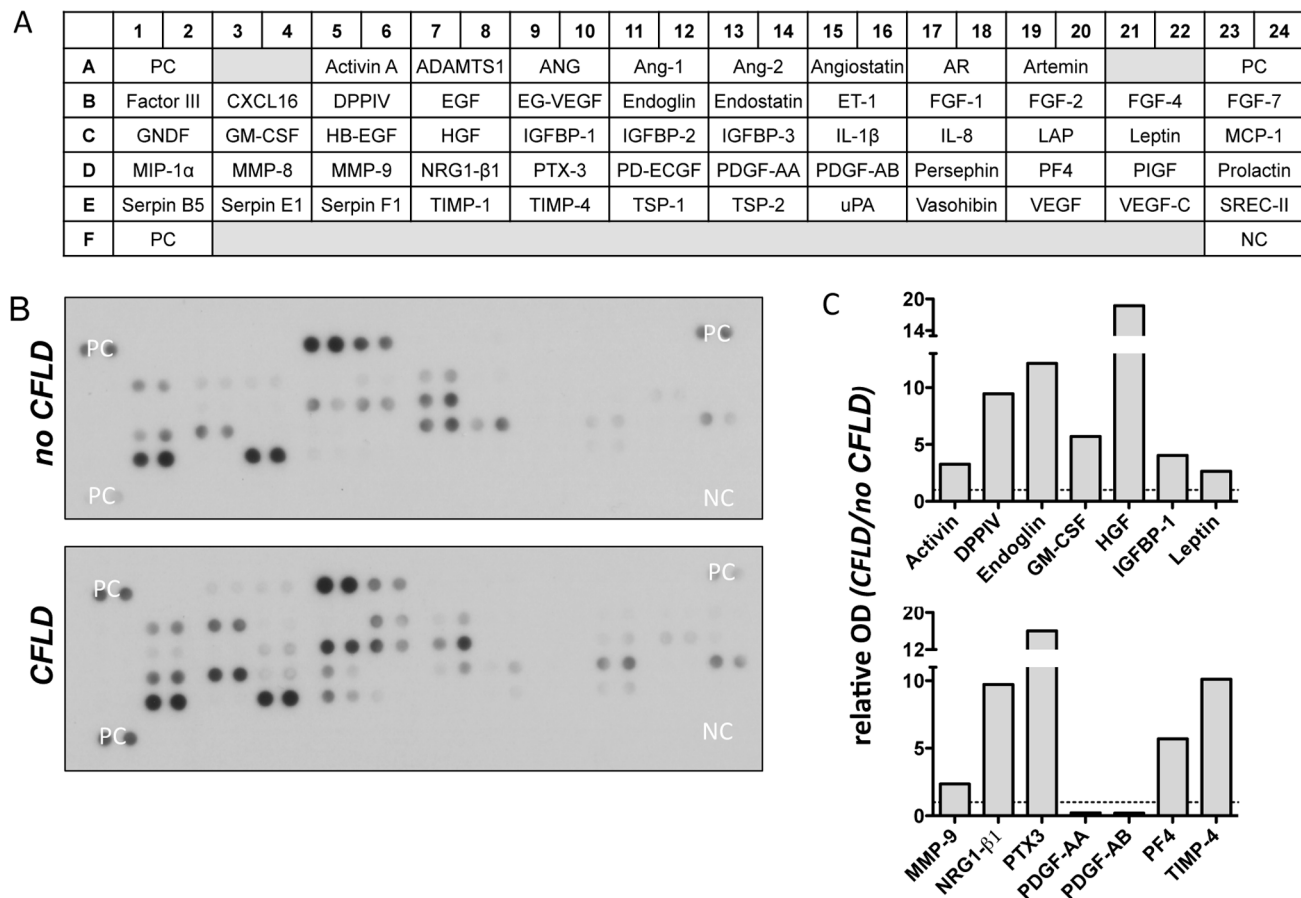 A
1 2 3 4 5 6 7 8 9 10 11 12 13 14 15 16 17 18 19 20 21 22 23 24
A PC Activin A ADAMTS1 ANG Ang-1 Ang-2 Angiostatin AR Artemin PC
B Factor III CXCL16 DPPIV EGF EG-VEGF Endoglin Endostatin ET-1 FGF-1 FGF-2 FGF-4 FGF-7
C GNDF GM-CSF HB-EGF HGF IGFBP-1 IGFBP-2 IGFBP-3 IL-1β IL-8 LAP Leptin MCP-1
D MIP-1α MMP-8 MMP-9 NRG1-β1 PTX-3 PD-ECGF PDGF-AA PDGF-AB Persephin PF4 PIGF Prolactin
E Serpin B5 Serpin E1 Serpin F1 TIMP-1 TIMP-4 TSP-1 TSP-2 uPA Vasohibin VEGF VEGF-C SREC-II
F PC NC
B
no CFLD
PC PC
PC NC
CFLD
PC PC
PC NC
C
relative OD (CFLD/no CFLD)
20
14
10
5
0
Activin DPPIV Endoglin GM-CSF HGF IGFBP-1 Leptin
20
12
10
5
0
MMP-9 NRG1-β1 PTX3 PDGF-AA PDGF-AB PF4 TIMP-4